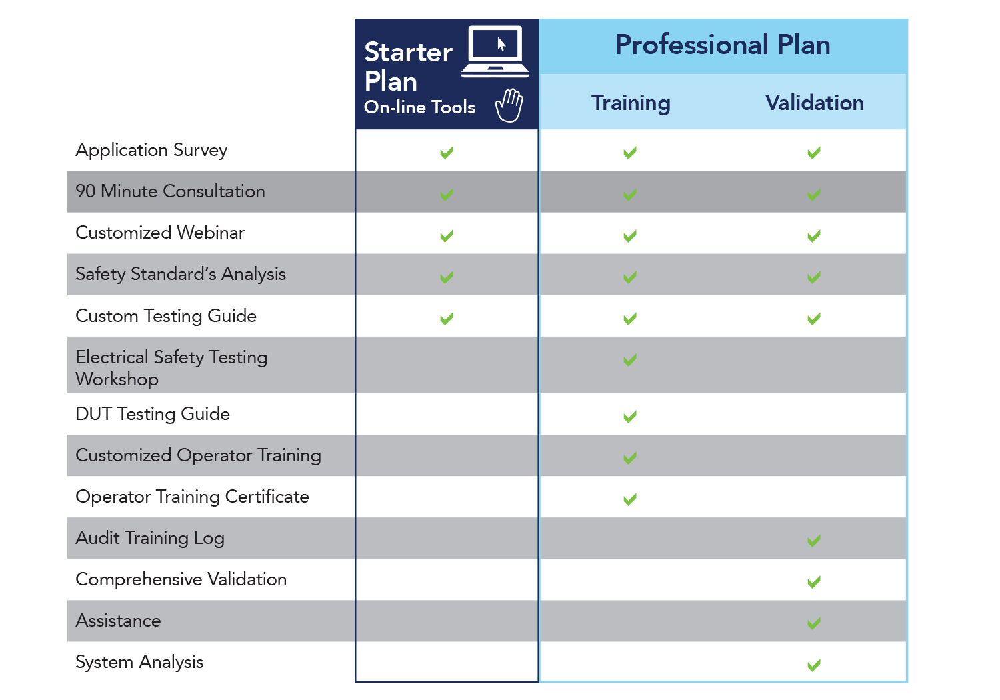 Starter
Plan
On-line Tools
Professional Plan
Training
Validation
Application Survey
90 Minute Consultation
Customized Webinar
Safety Standard’s Analysis
Custom Testing Guide
Electrical Safety Testing
Workshop
DUT Testing Guide
Customized Operator Training
Operator Training Certificate
Audit Training Log
Comprehensive Validation
Assistance
System Analysis